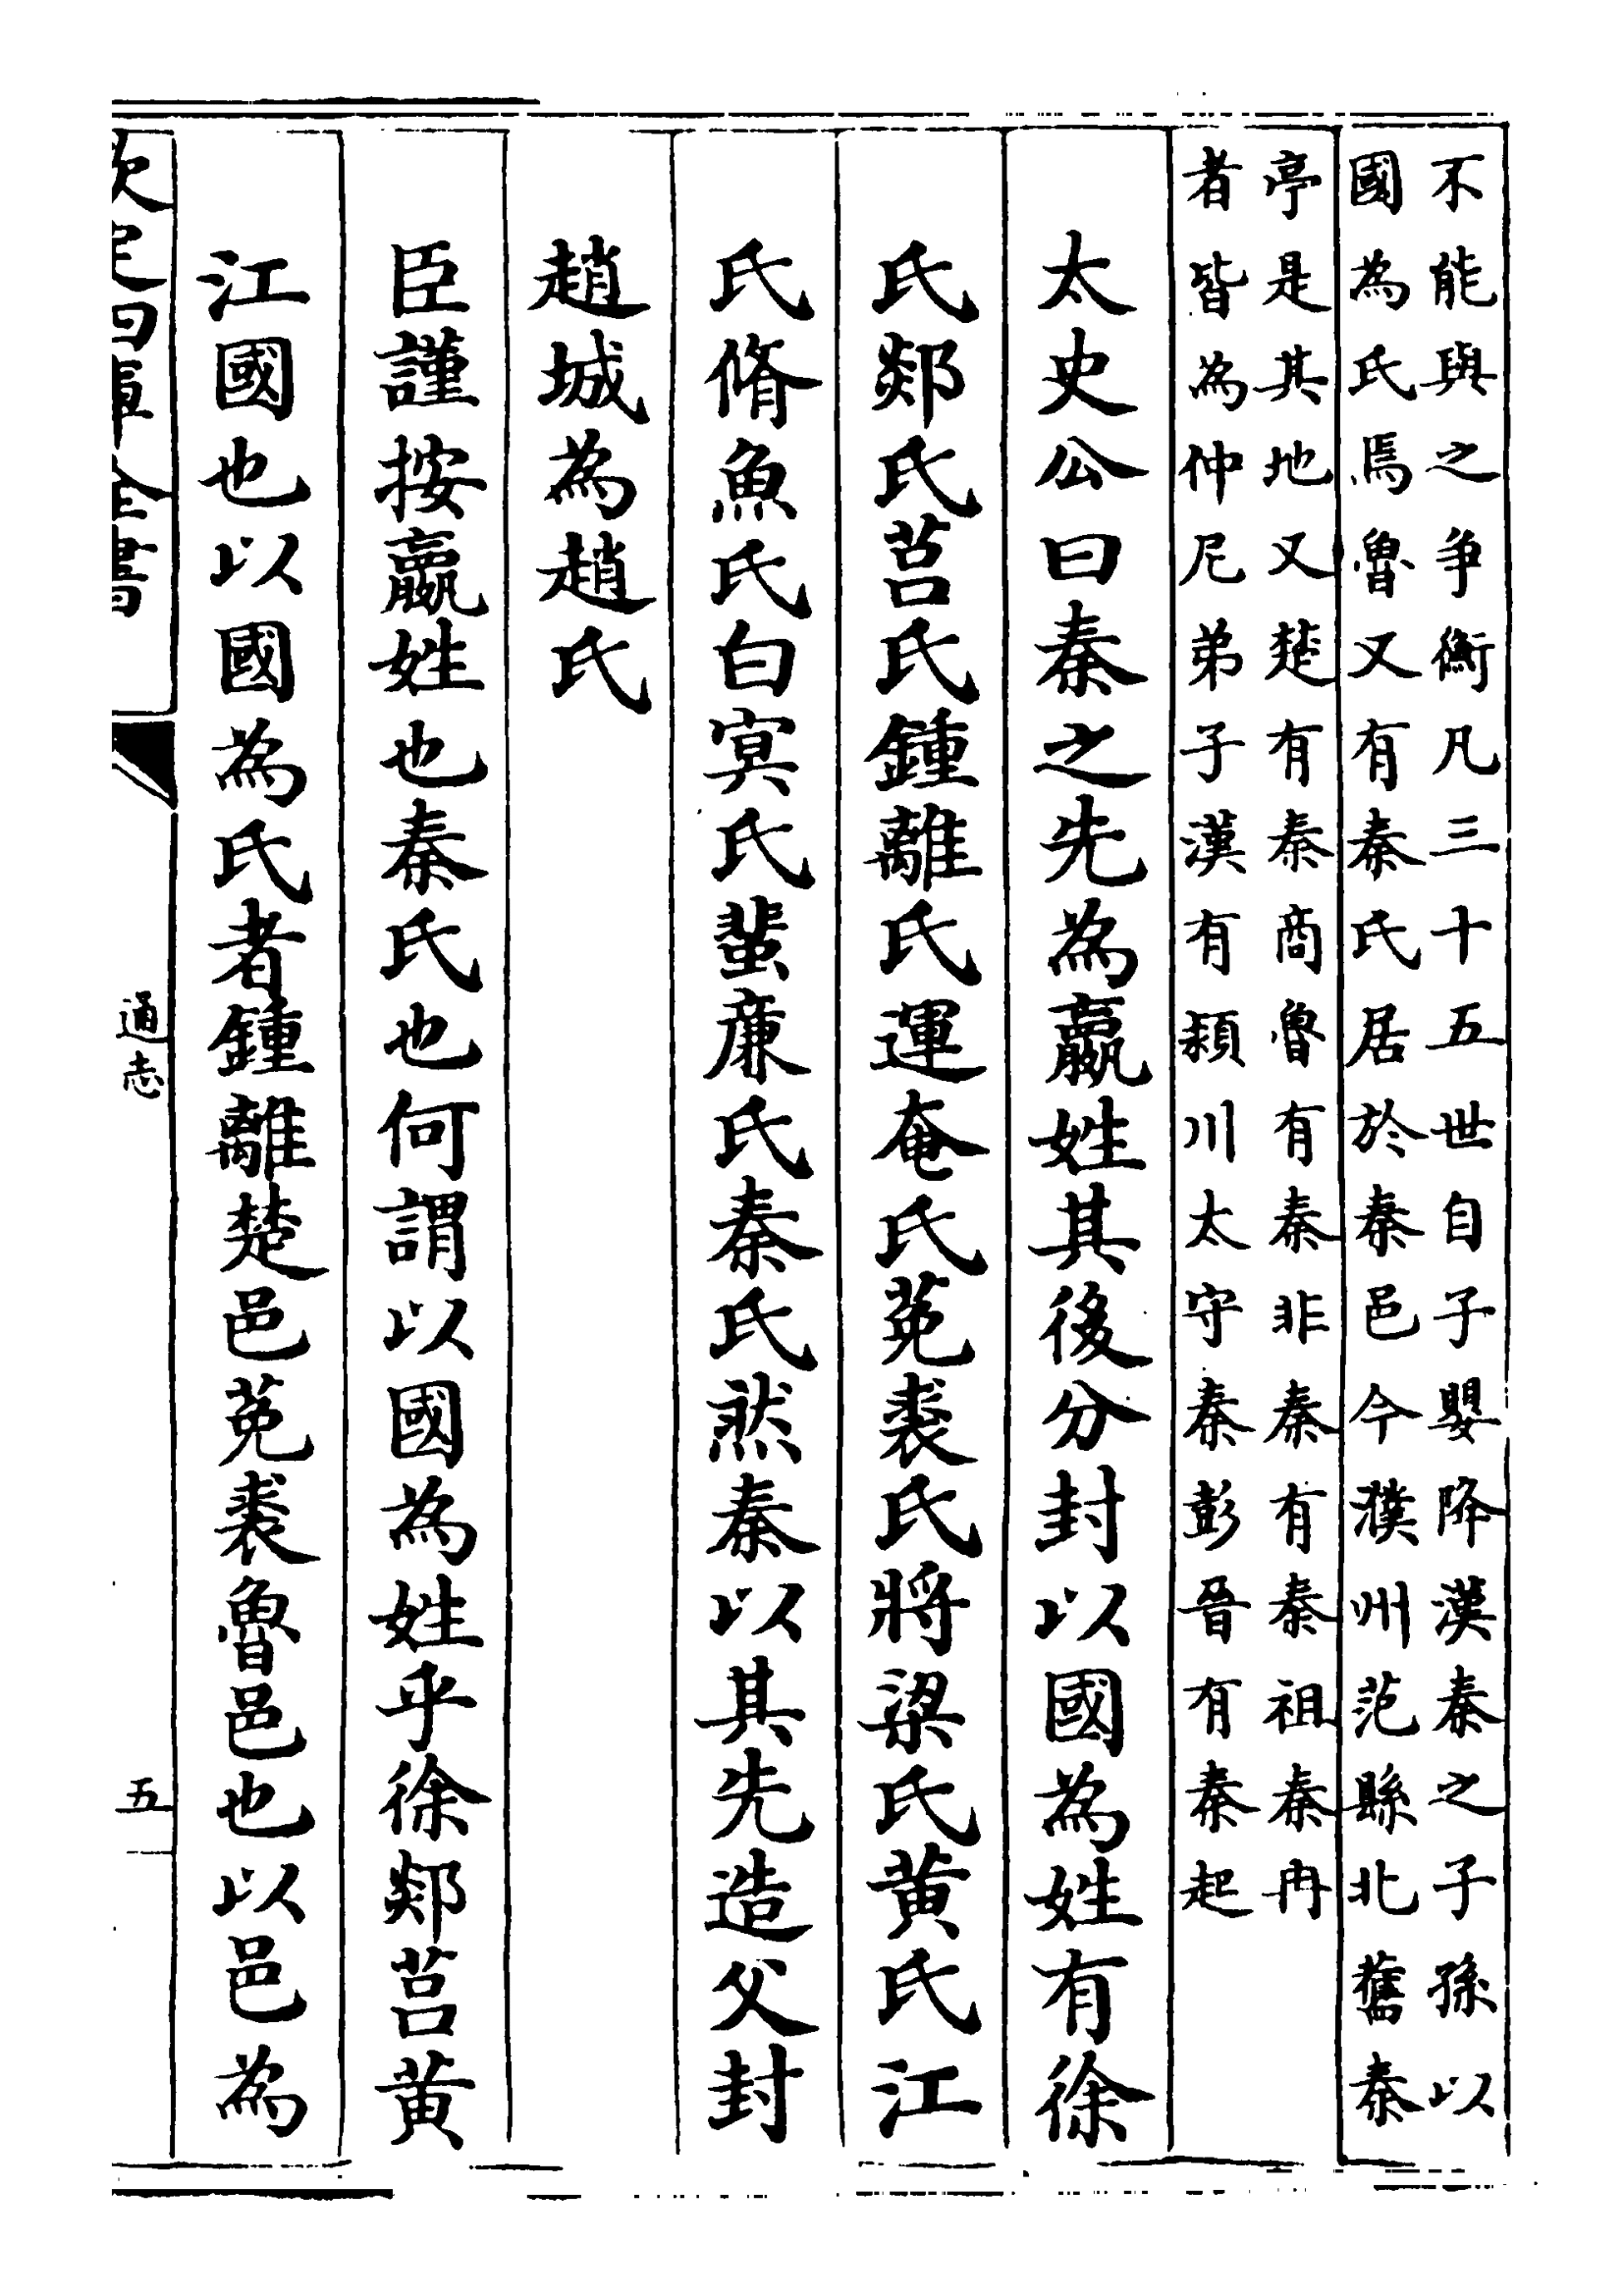 不能與之爭衡凡三十五世自子嬰降漢秦之子孫以
國為氏焉魯又有秦氏居於秦邑今濮州范縣北舊秦
亭是其地又楚有秦商魯有秦非秦有秦祖秦冉
者皆為仲尼弟子漢有潁川太守秦彭晉有秦起
太史公曰秦之先為嬴姓其後分封以國為姓有徐
氏郯氏莒氏鍾離氏運奄氏菟裘氏將梁氏黄氏江
氏脩魚氏白冥氏蜚廉氏秦氏然秦以其先造父封
趙城為趙氏
臣謹按嬴姓也秦氏也何謂以國為姓乎徐郯莒黄
江國也以國為氏者鍾離楚邑菟裘魯邑也以邑為
欽定四庫全書
通志
五